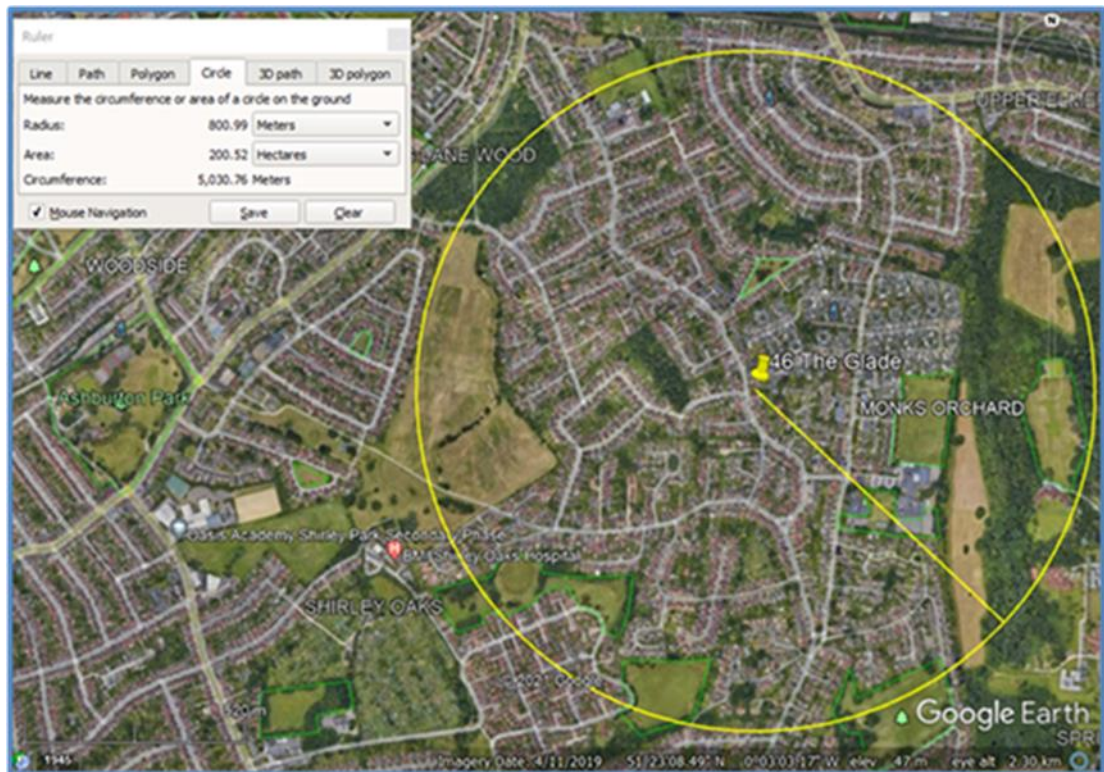 Ruler
Line Path Polygon Circle 3D path 3D polygon
Measure the circumference or area of a circle on the ground
Radius: 800.99 Meters
Area: 200.52 Hectares
Circumference: 5,030.76 Meters
Mouse Navigation Save Clear
N
UPPER
LANE WOOD
WOODSIDE
46 The Glade
Ashburton Park
MONKS ORCHARD
Oasis Academy Shirley Park Secondary Phase
BMI Shirley Oaks Hospital
SHIRLEY OAKS
Google Earth
1945
Imagery Date: 4/11/2019 51°23'08.49" N 0°03'03.17" W elev 47 m eye alt 2.30 km